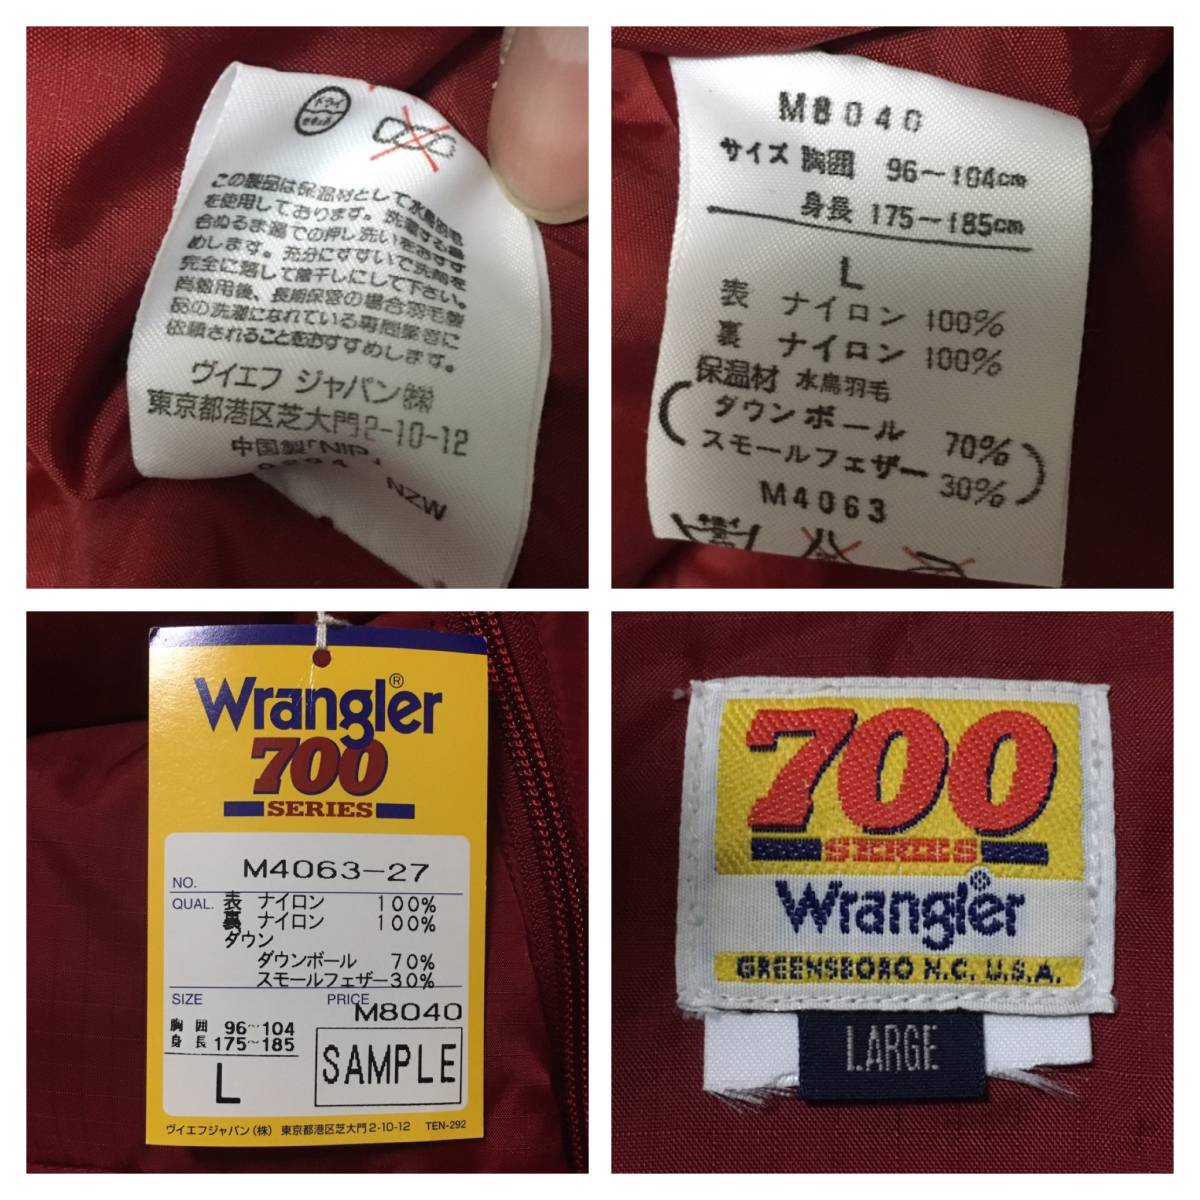 ドライ
セキユ系
この製品は保温材として水鳥羽毛
を使用しております。洗濯する場
合ぬるま湯での押し洗いをおすす
めします。充分にすすいで洗剤を
完全に落して陰干しにして下さい。
尚着用後、長期保管の場合羽毛製
品の洗濯になれている専門業者に
依頼されることをおすすめします。
ヴイエフ ジャパン㈱
東京都港区芝大門2-10-12
中国製「NIP
NZW
M8040
サイズ 胸囲 96~104cm
身長 175~185cm
L
表 ナイロン 100%
裏 ナイロン 100%
保温材 水鳥羽毛
ダウンボール 70%
スモールフェザー 30%
M4063
Wrangler®
700
SERIES
NO. M4063-27
QUAL. 表 ナイロン 100%
裏 ナイロン 100%
ダウン
ダウンボール 70%
スモールフェザー30%
SIZE PRICE
M8040
胸囲 96~104
身長 175~185
L
SAMPLE
ヴイエフジャパン(株) 東京都港区芝大門2-10-12 TEN-292
700
SERIES
Wrangler®
GREENSBORO N.C. U.S.A.
LARGE